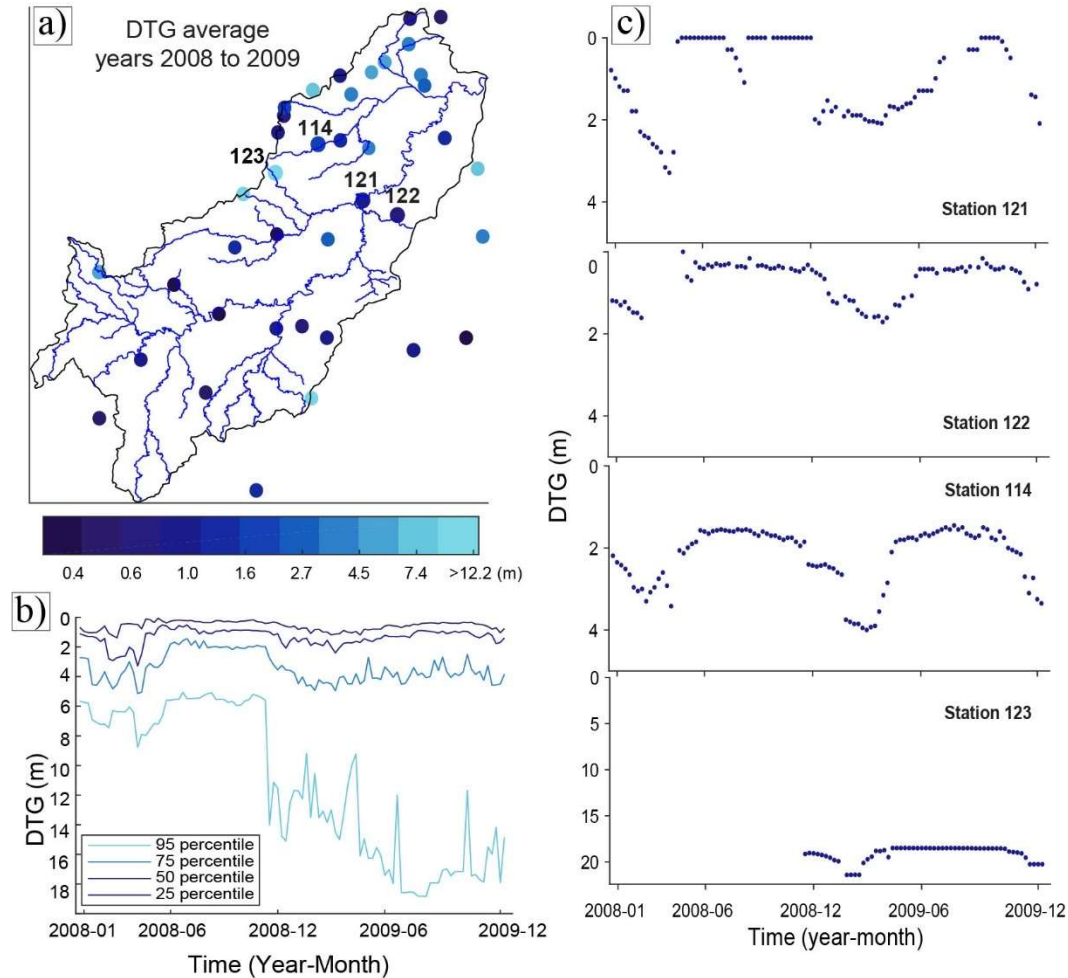 a)
DTG average
years 2008 to 2009
114
123
121
122
0.4 0.6 1.0 1.6 2.7 4.5 7.4 >12.2 (m)
b)
0
2
4
6
8
10
12
14
16
18
DTG (m)
95 percentile
75 percentile
50 percentile
25 percentile
2008-01 2008-06 2008-12 2009-06 2009-12
Time (Year-Month)
c)
0
2
4
Station 121
0
2
4
Station 122
DTG (m)
0
2
4
Station 114
0
5
10
15
20
Station 123
2008-01 2008-06 2008-12 2009-06 2009-12
Time (year-month)